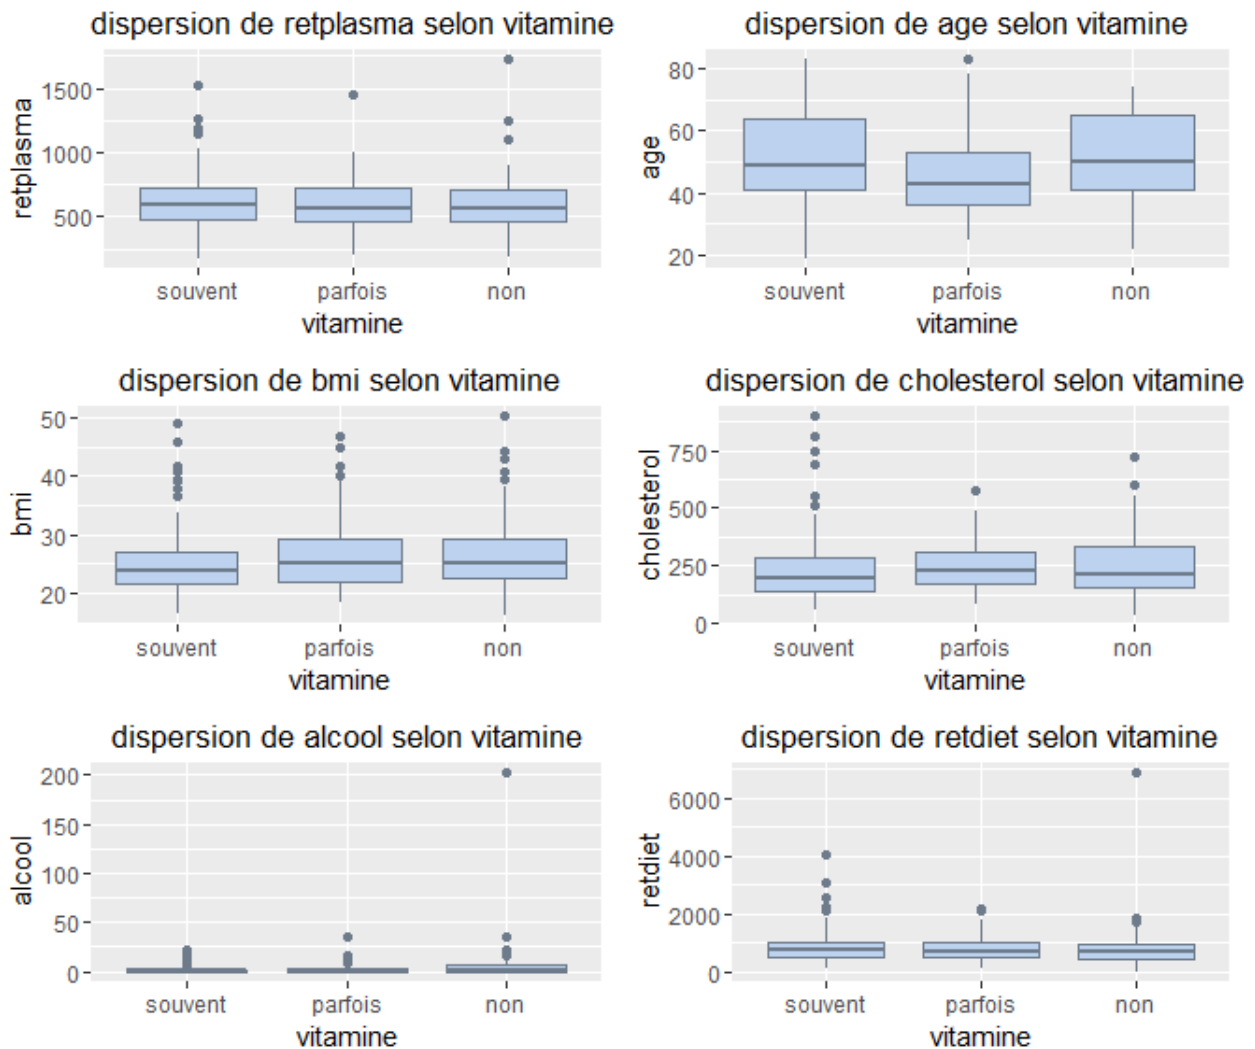 dispersion de retplasma selon vitamine
retplasma
1500
1000
500
souvent parfois non
vitamine
dispersion de age selon vitamine
age
80
60
40
20
souvent parfois non
vitamine
dispersion de bmi selon vitamine
bmi
50
40
30
20
souvent parfois non
vitamine
dispersion de cholesterol selon vitamine
cholesterol
750
500
250
0
souvent parfois non
vitamine
dispersion de alcool selon vitamine
alcool
200
150
100
50
0
souvent parfois non
vitamine
dispersion de retdiet selon vitamine
retdiet
6000
4000
2000
0
souvent parfois non
vitamine